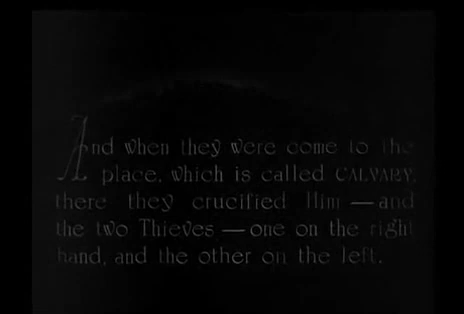 And when they were come to the
place, which is called CALVARY,
there they crucified Him — and
the two Thieves — one on the right
hand, and the other on the left.